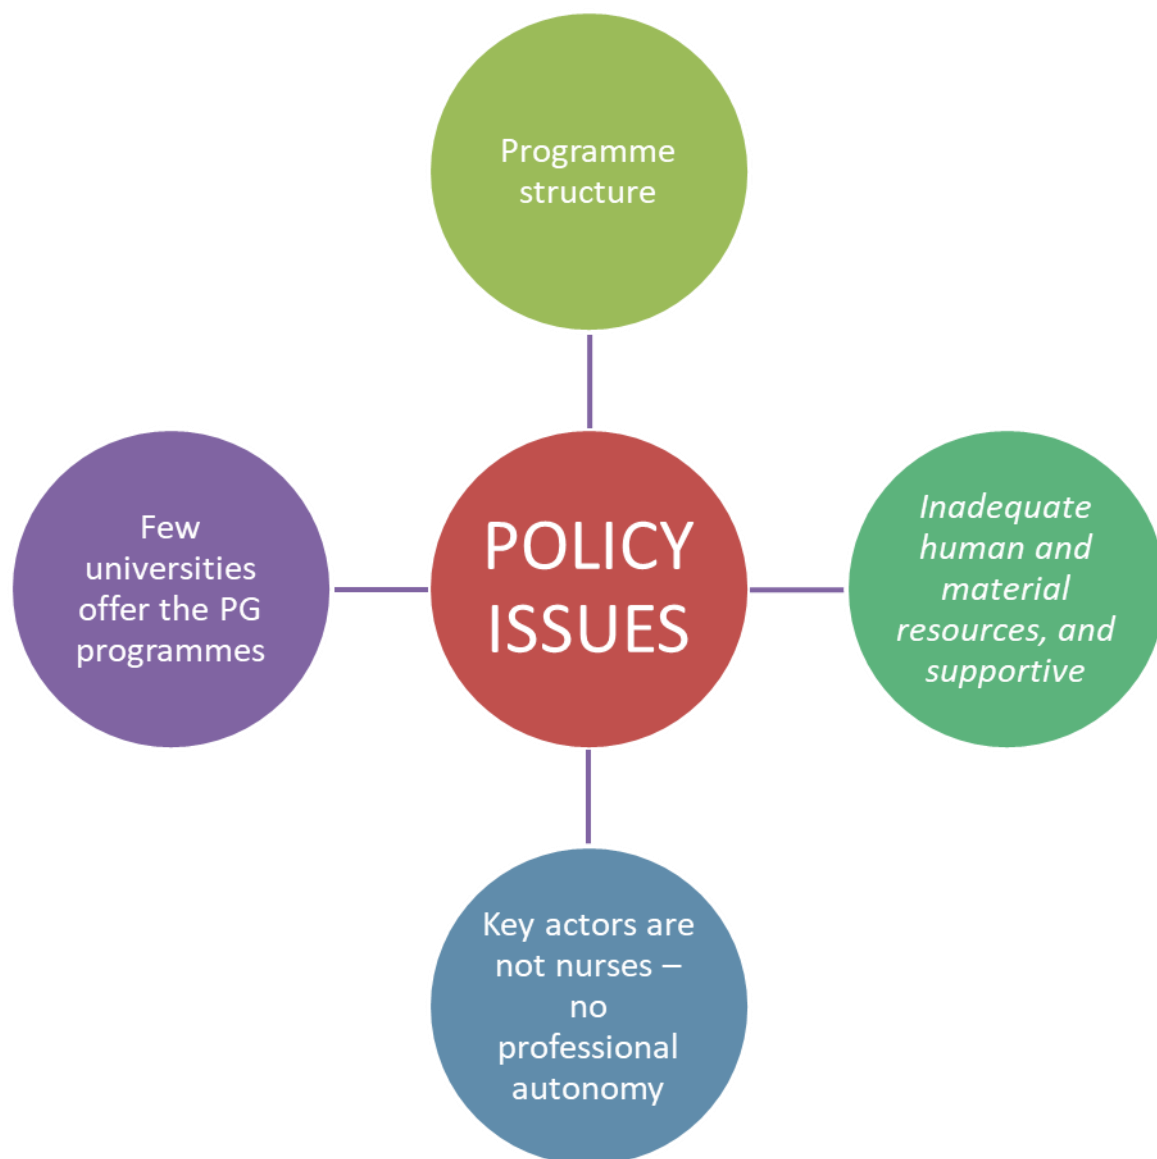 Programme
structure
Few
universities
offer the PG
programmes
POLICY
ISSUES
Inadequate
human and
material
resources, and
supportive
Key actors are
not nurses –
no
professional
autonomy